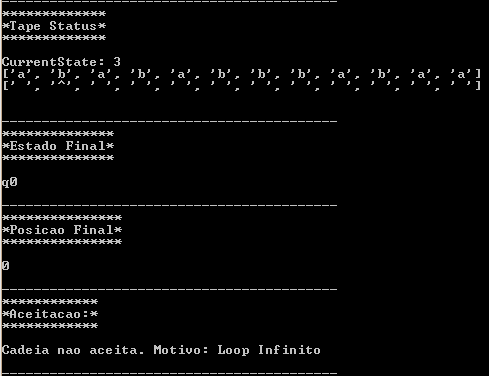 ------------------------------------------
*************
*Tape Status*
*************
CurrentState: 3
['a', 'b', 'a', 'b', 'a', 'b', 'b', 'b', 'a', 'b', 'a', 'a']
[' ', '^', ' ', ' ', ' ', ' ', ' ', ' ', ' ', ' ', ' ', ' ']
------------------------------------------
**************
*Estado Final*
**************
q0
------------------------------------------
***************
*Posicao Final*
***************
0
------------------------------------------
************
*Aceitacao:*
************
Cadeia nao aceita. Motivo: Loop Infinito
------------------------------------------